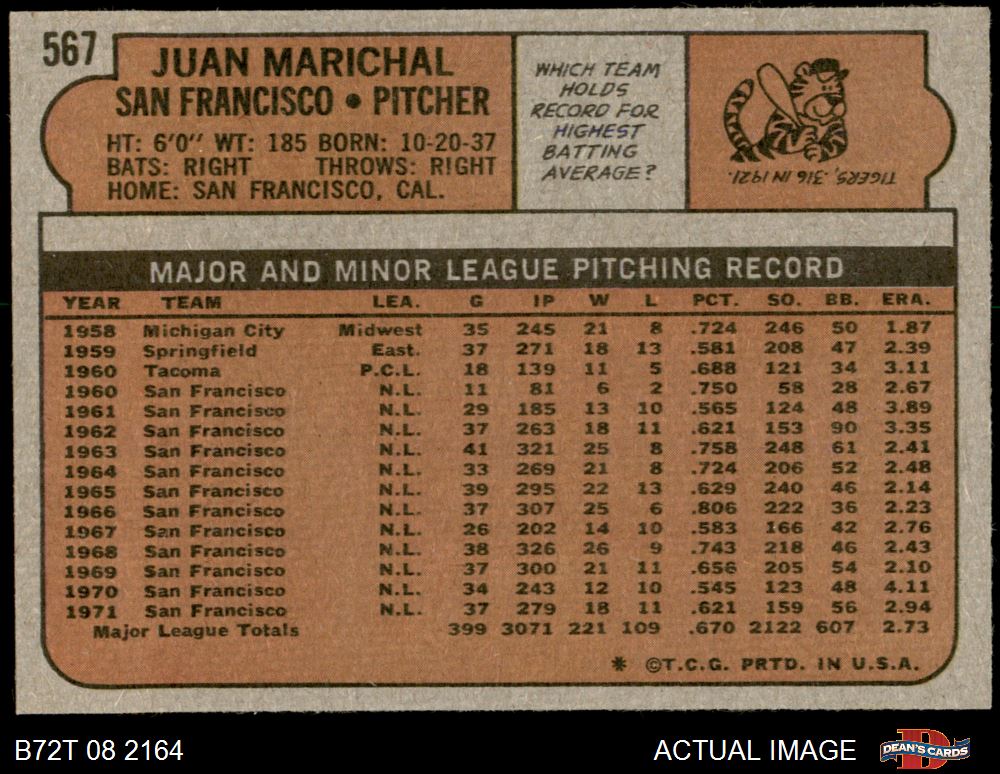 567
JUAN MARICHAL
SAN FRANCISCO • PITCHER
HT: 6'0" WT: 185 BORN: 10-20-37
BATS: RIGHT THROWS: RIGHT
HOME: SAN FRANCISCO, CAL.
WHICH TEAM
HOLDS
RECORD FOR
HIGHEST
BATTING
AVERAGE?
TIGERS, .316 IN 1921.
MAJOR AND MINOR LEAGUE PITCHING RECORD
YEAR TEAM LEA. G IP W L PCT. SO. BB. ERA.
1958 Michigan City Midwest 35 245 21 8 .724 246 50 1.87
1959 Springfield East. 37 271 18 13 .581 208 47 2.39
1960 Tacoma P.C.L. 18 139 11 5 .688 121 34 3.11
1960 San Francisco N.L. 11 81 6 2 .750 58 28 2.67
1961 San Francisco N.L. 29 185 13 10 .565 124 48 3.89
1962 San Francisco N.L. 37 263 18 11 .621 153 90 3.35
1963 San Francisco N.L. 41 321 25 8 .758 248 61 2.41
1964 San Francisco N.L. 33 269 21 8 .724 206 52 2.48
1965 San Francisco N.L. 39 295 22 13 .629 240 46 2.14
1966 San Francisco N.L. 37 307 25 6 .806 222 36 2.23
1967 San Francisco N.L. 26 202 14 10 .583 166 42 2.76
1968 San Francisco N.L. 38 326 26 9 .743 218 46 2.43
1969 San Francisco N.L. 37 300 21 11 .656 205 54 2.10
1970 San Francisco N.L. 34 243 12 10 .545 123 48 4.11
1971 San Francisco N.L. 37 279 18 11 .621 159 56 2.94
Major League Totals 399 3071 221 109 .670 2122 607 2.73
* ©T.C.G. PRTD. IN U.S.A.
B72T 08 2164
ACTUAL IMAGE
DEAN'S CARDS